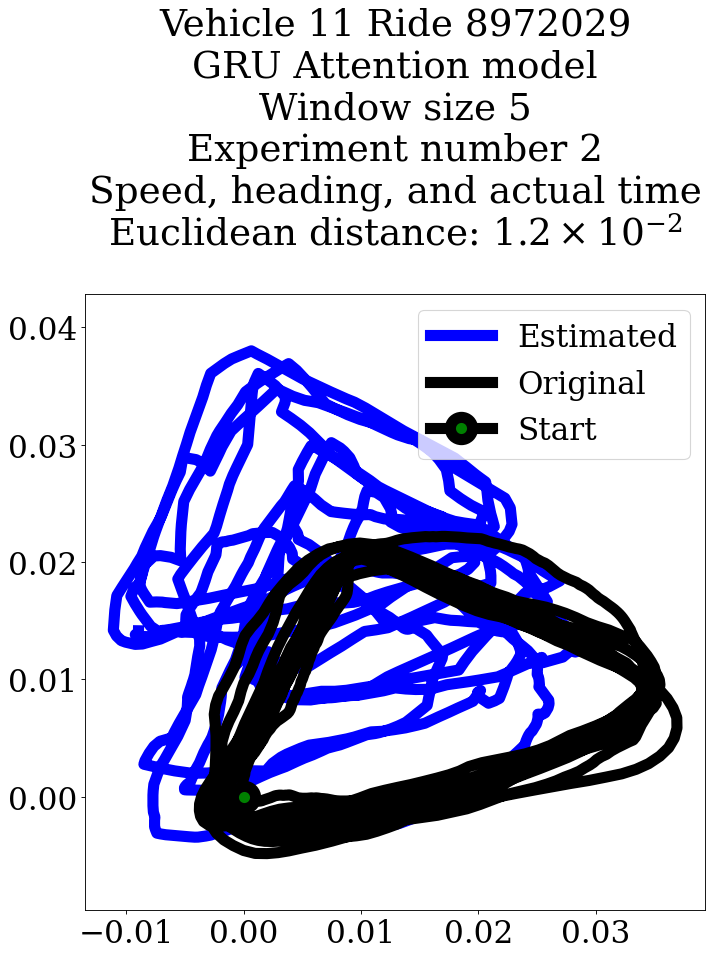 Vehicle 11 Ride 8972029
GRU Attention model
Window size 5
Experiment number 2
Speed, heading, and actual time
Euclidean distance: 1.2 × 10⁻²
Estimated
Original
Start
0.04
0.03
0.02
0.01
0.00
−0.01 0.00 0.01 0.02 0.03